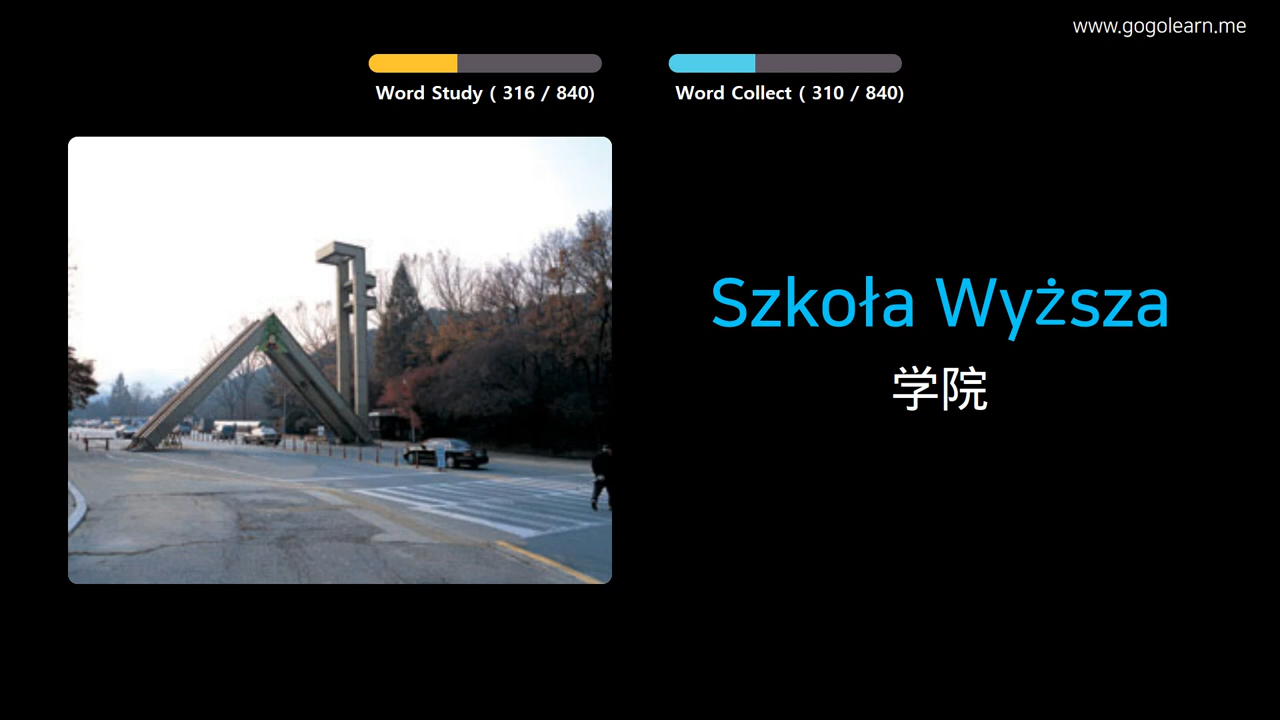 www.gogolearn.me
Word Study ( 316 / 840)
Word Collect ( 310 / 840)
Szkoła Wyższa
学院